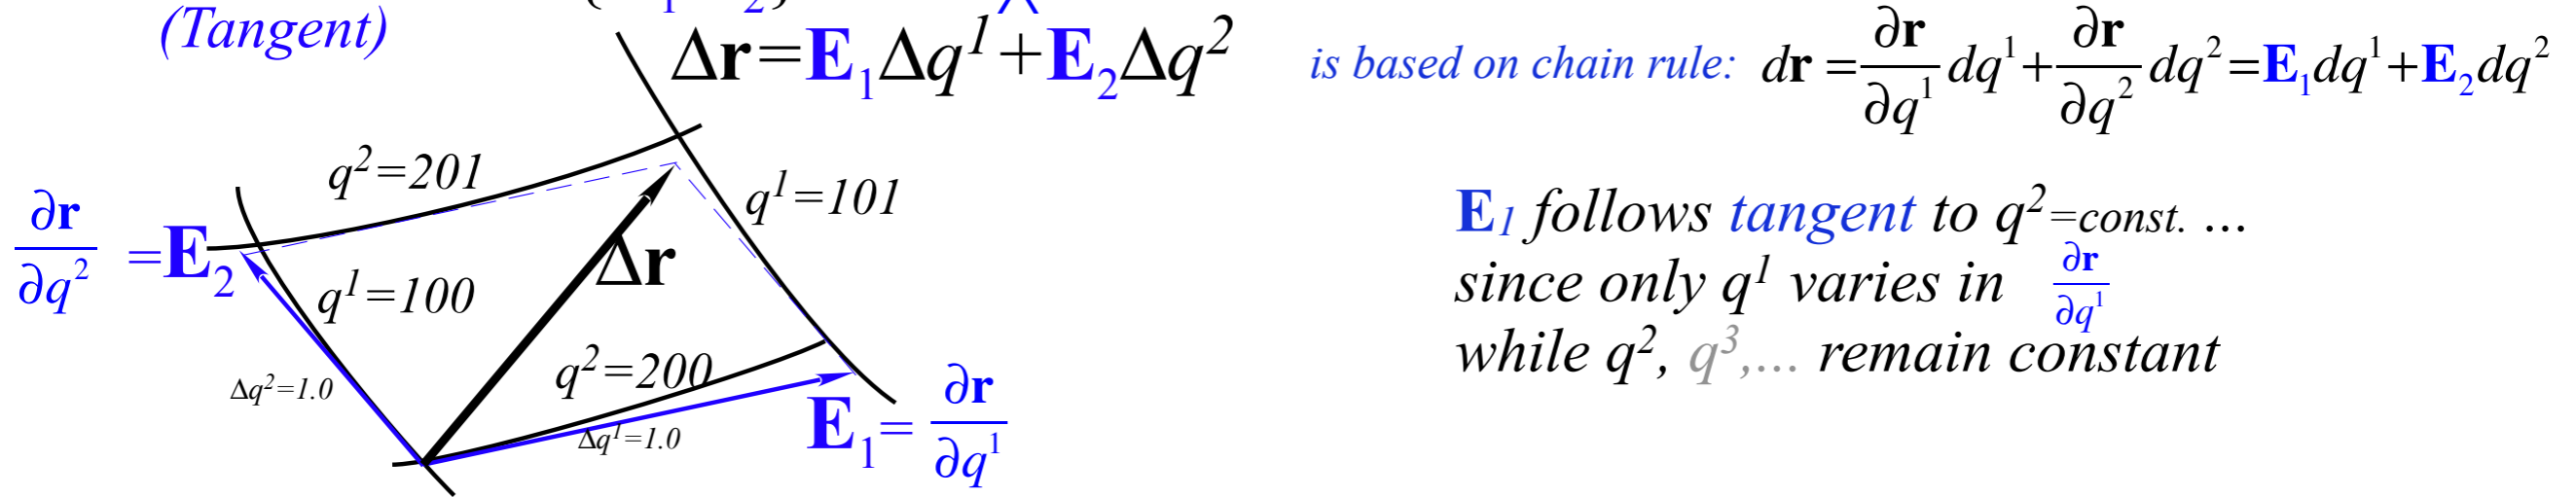 (Tangent)
Δr=E₁Δq¹+E₂Δq²
is based on chain rule: dr = ∂r/∂q¹ dq¹ + ∂r/∂q² dq² = E₁dq¹ + E₂dq²
q²=201
q¹=101
∂r/∂q² =E₂
Δr
q¹=100
q²=200
Δq²=1.0
Δq¹=1.0
E₁= ∂r/∂q¹
E₁ follows tangent to q²=const. ...
since only q¹ varies in ∂r/∂q¹
while q², q³,... remain constant